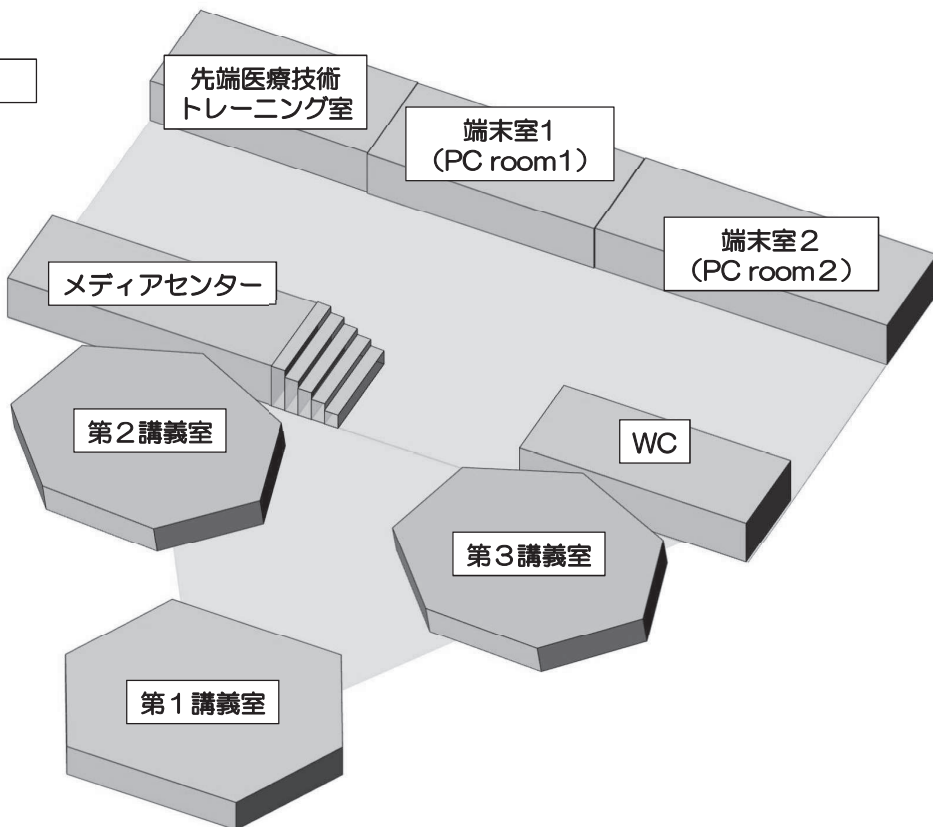 先端医療技術
トレーニング室
端末室1
（PC room1）
端末室２
（PC room２）
メディアセンター
第２講義室
WC
第３講義室
第１講義室